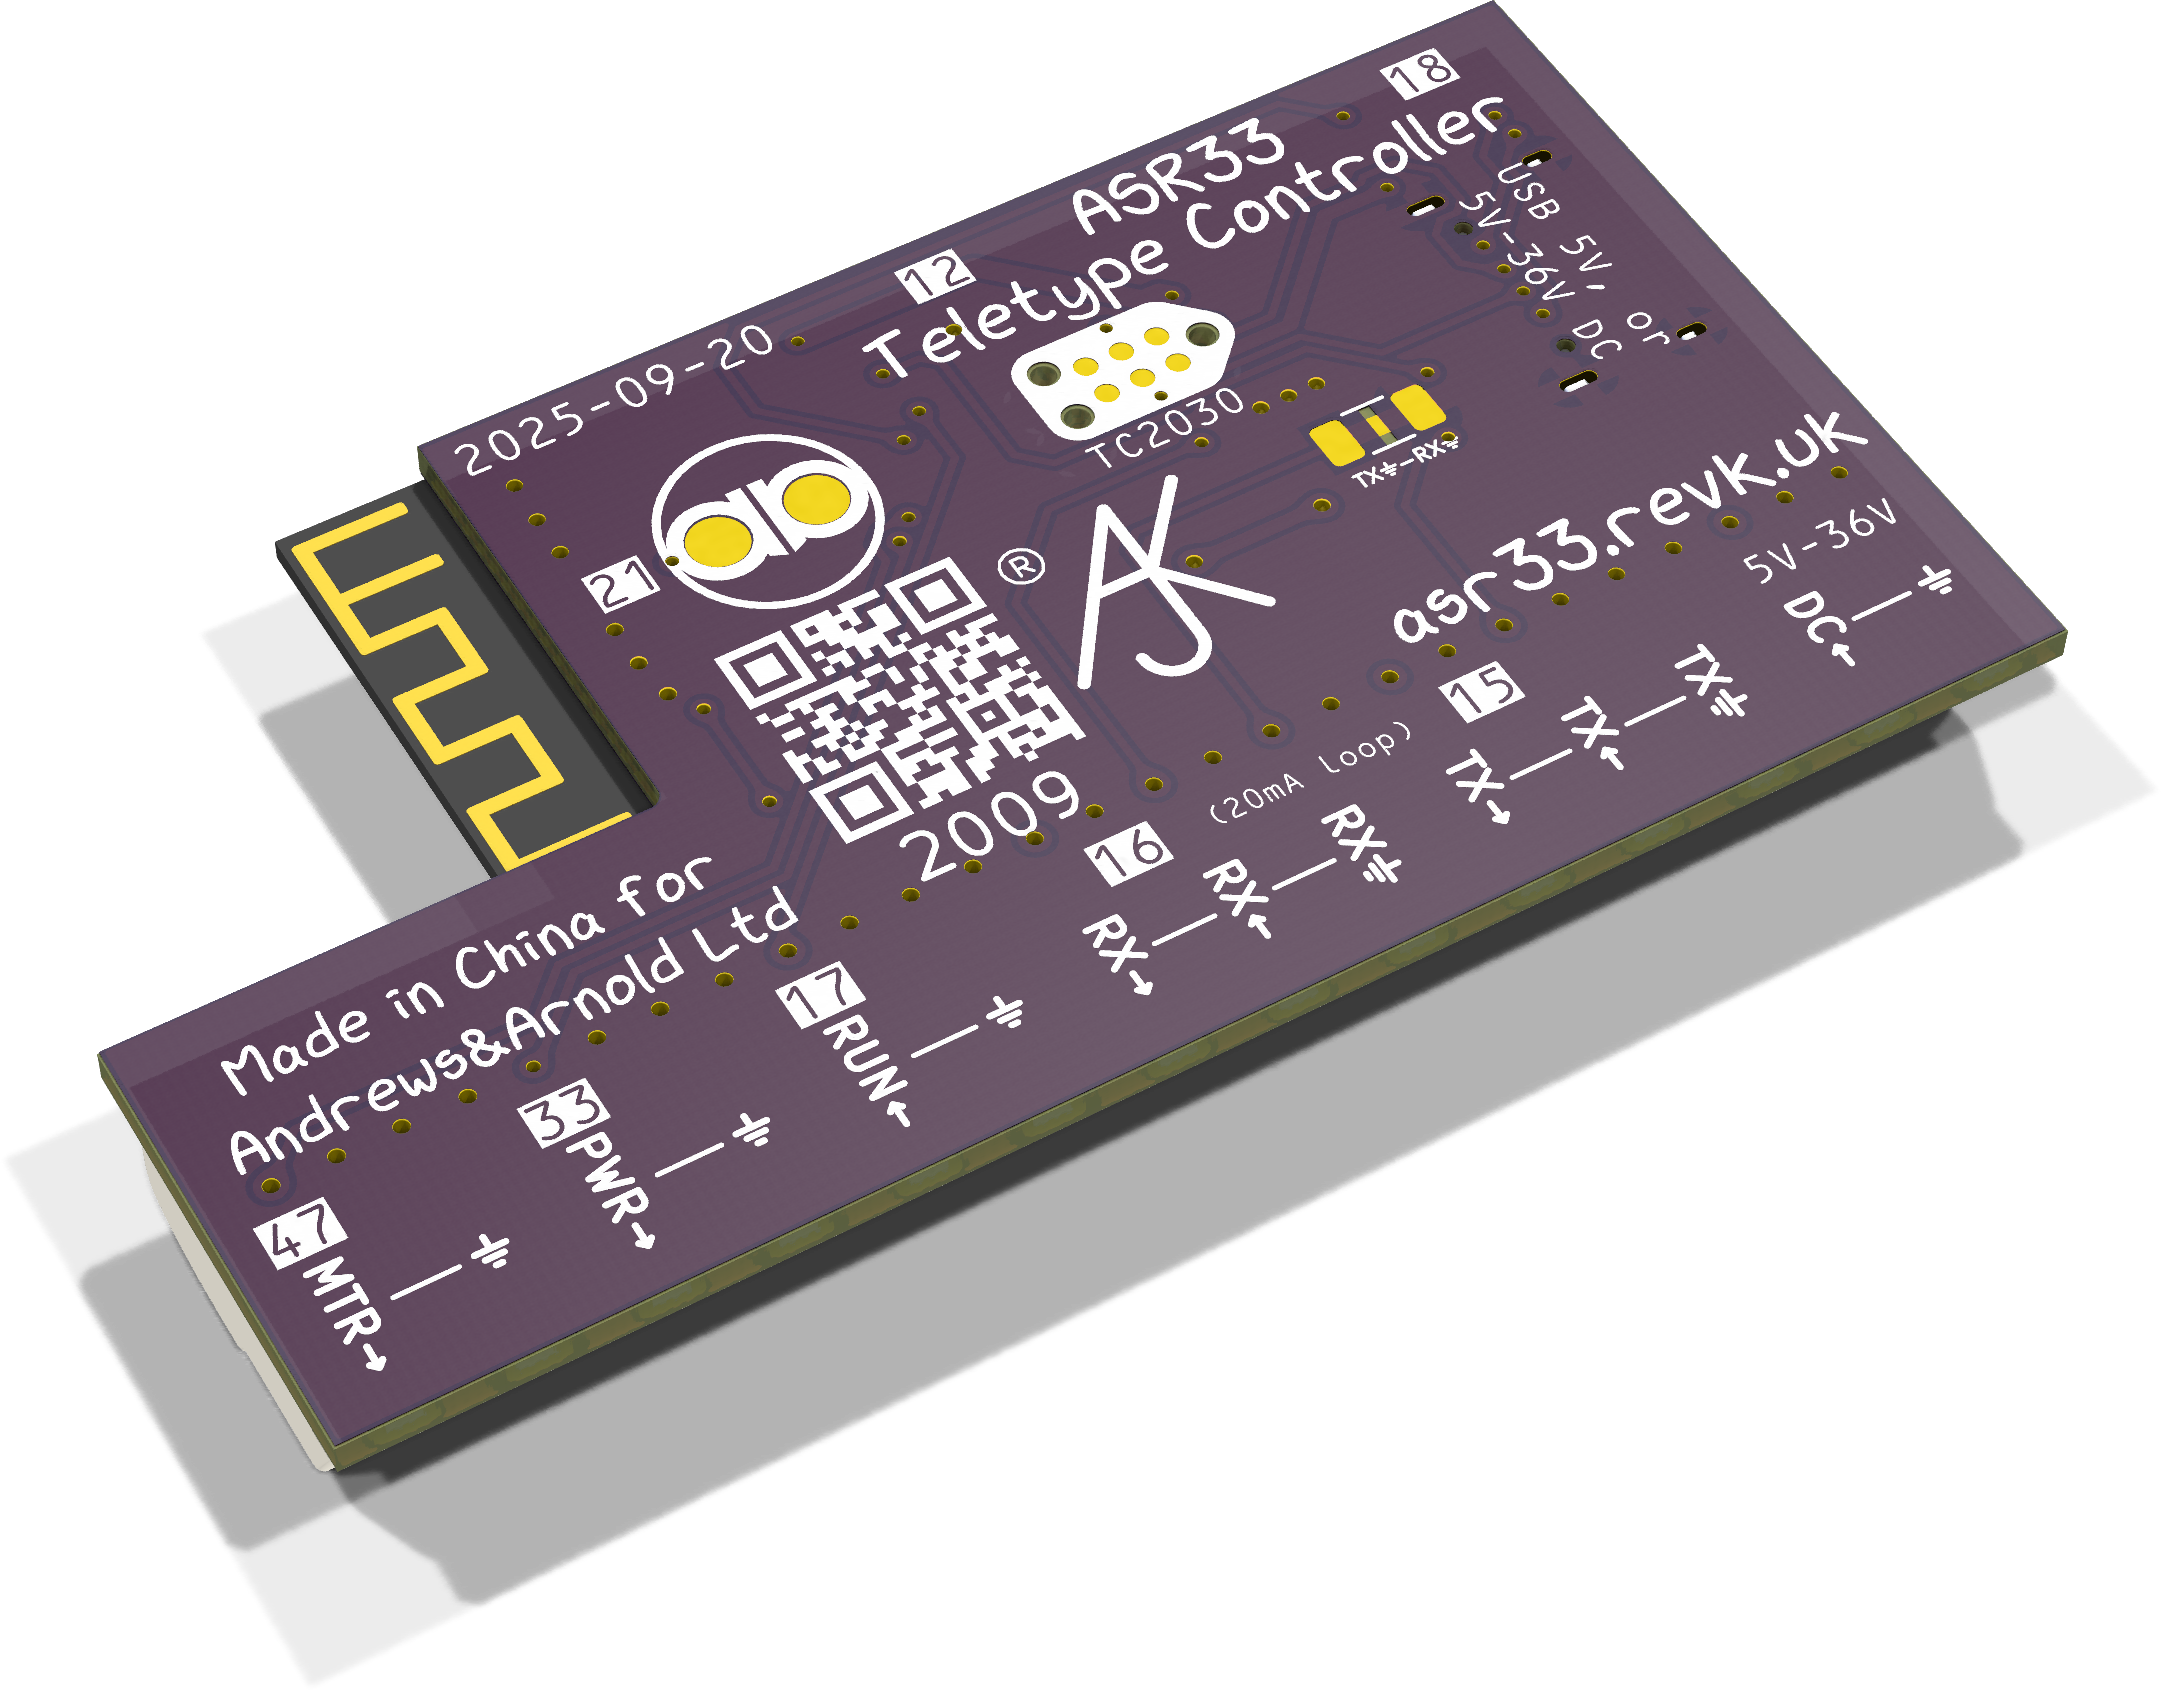 18
ASR33
Teletype Controller
12
2025-09-20
USB 5V, or
5V-36V DC
TC2030
TX⏚-RX⏚
21
®
AJK
asr33.revk.uk
5V-36V
DC↑ ⏚
2009
(20mA Loop)
15
TX↓ TX↑ TX⏚
16
RX↓ RX↑ RX⏚
Made in China for
Andrews&Arnold Ltd
17
RUN↑ ⏚
33
PWR↓ ⏚
47
MTR↓ ⏚